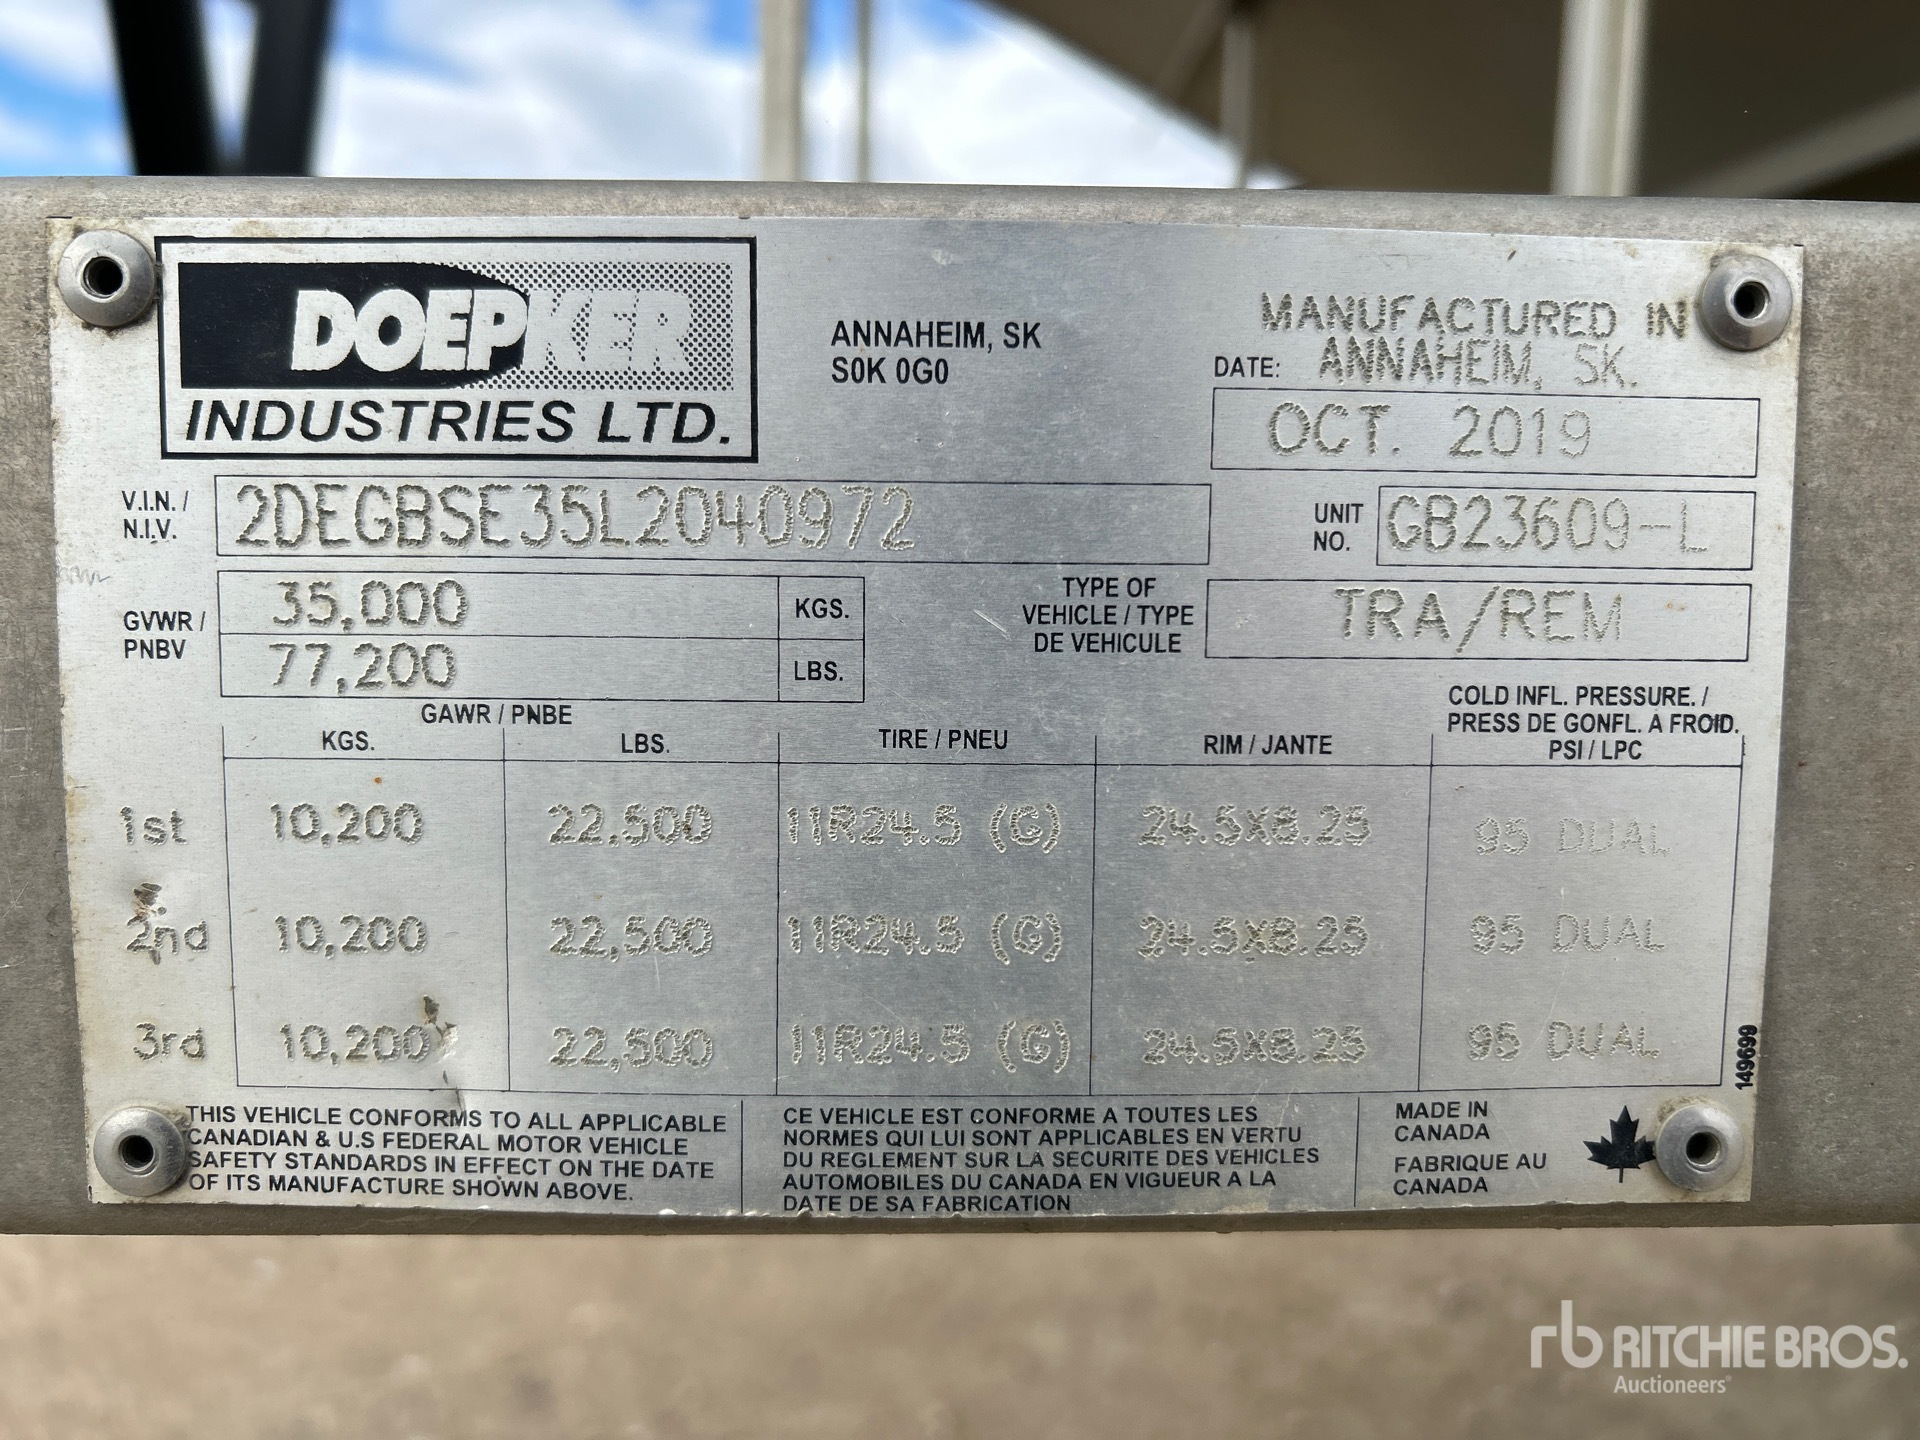 DOEPKER
INDUSTRIES LTD.
ANNAHEIM, SK
S0K 0G0
MANUFACTURED IN
DATE: ANNAHEIM, SK.
OCT. 2019
V.I.N. /
N.I.V.
2DEGBSE35L2040972
UNIT
NO.
GB23609-L
GVWR /
PNBV
35,000 KGS.
77,200 LBS.
TYPE OF
VEHICLE / TYPE
DE VEHICULE
TRA/REM
GAWR / PNBE
COLD INFL. PRESSURE. /
PRESS DE GONFL. A FROID.
KGS. LBS. TIRE / PNEU RIM / JANTE PSI / LPC
1st 10,200 22,500 11R24.5 (G) 24.5X8.25 95 DUAL
2nd 10,200 22,500 11R24.5 (G) 24.5X8.25 95 DUAL
3rd 10,200 22,500 11R24.5 (G) 24.5X8.25 95 DUAL
149699
THIS VEHICLE CONFORMS TO ALL APPLICABLE
CANADIAN & U.S FEDERAL MOTOR VEHICLE
SAFETY STANDARDS IN EFFECT ON THE DATE
OF ITS MANUFACTURE SHOWN ABOVE.
CE VEHICLE EST CONFORME A TOUTES LES
NORMES QUI LUI SONT APPLICABLES EN VERTU
DU REGLEMENT SUR LA SECURITE DES VEHICLES
AUTOMOBILES DU CANADA EN VIGUEUR A LA
DATE DE SA FABRICATION
MADE IN
CANADA
FABRIQUE AU
CANADA
rb RITCHIE BROS.
Auctioneers